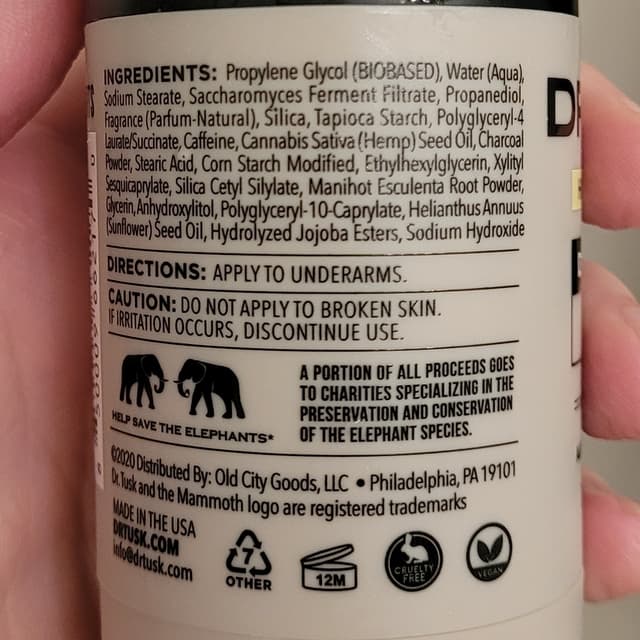 INGREDIENTS: Propylene Glycol (BIOBASED), Water (Aqua),
Sodium Stearate, Saccharomyces Ferment Filtrate, Propanediol,
Fragrance (Parfum-Natural), Silica, Tapioca Starch, Polyglyceryl-4
Laurate/Succinate, Caffeine, Cannabis Sativa (Hemp) Seed Oil, Charcoal
Powder, Stearic Acid, Corn Starch Modified, Ethylhexylglycerin, Xylityl
Sesquicaprylate, Silica Cetyl Silylate, Manihot Esculenta Root Powder,
Glycerin, Anhydroxylitol, Polyglyceryl-10-Caprylate, Helianthus Annuus
(Sunflower) Seed Oil, Hydrolyzed Jojoba Esters, Sodium Hydroxide
DIRECTIONS: APPLY TO UNDERARMS.
CAUTION: DO NOT APPLY TO BROKEN SKIN.
IF IRRITATION OCCURS, DISCONTINUE USE.
HELP SAVE THE ELEPHANTS*
A PORTION OF ALL PROCEEDS GOES
TO CHARITIES SPECIALIZING IN THE
PRESERVATION AND CONSERVATION
OF THE ELEPHANT SPECIES.
©2020 Distributed By: Old City Goods, LLC • Philadelphia, PA 19101
Dr. Tusk and the Mammoth logo are registered trademarks
MADE IN THE USA
DRTUSK.COM
info@drtusk.com
7
OTHER
12M
CRUELTY
FREE
VEGAN